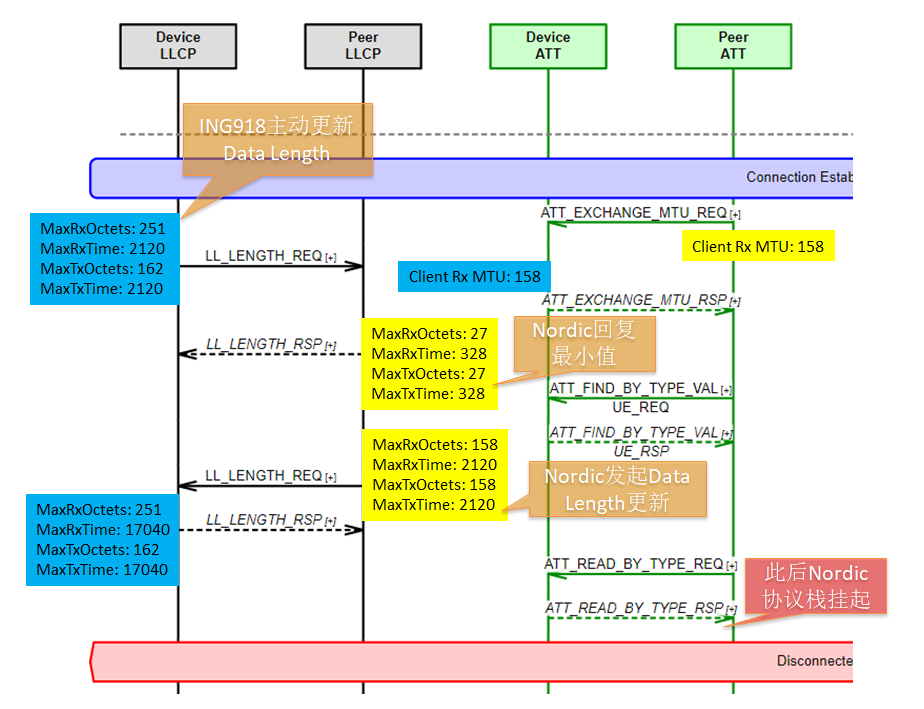 Device
LLCP
Peer
LLCP
Device
ATT
Peer
ATT
ING918主动更新
Data Length
Connection Estab
MaxRxOctets: 251
MaxRxTime: 2120
MaxTxOctets: 162
MaxTxTime: 2120
ATT_EXCHANGE_MTU_REQ [+]
Client Rx MTU: 158
LL_LENGTH_REQ [+]
Client Rx MTU: 158
ATT_EXCHANGE_MTU_RSP [+]
LL_LENGTH_RSP [+]
MaxRxOctets: 27
MaxRxTime: 328
MaxTxOctets: 27
MaxTxTime: 328
Nordic回复
最小值
ATT_FIND_BY_TYPE_VAL [+]
UE_REQ
ATT_FIND_BY_TYPE_VAL [+]
UE_RSP
MaxRxOctets: 158
MaxRxTime: 2120
MaxTxOctets: 158
MaxTxTime: 2120
LL_LENGTH_REQ [+]
Nordic发起Data
Length更新
MaxRxOctets: 251
MaxRxTime: 17040
MaxTxOctets: 162
MaxTxTime: 17040
LL_LENGTH_RSP [+]
ATT_READ_BY_TYPE_REQ [+]
此后Nordic
协议栈挂起
ATT_READ_BY_TYPE_RSP [+]
Disconnecte